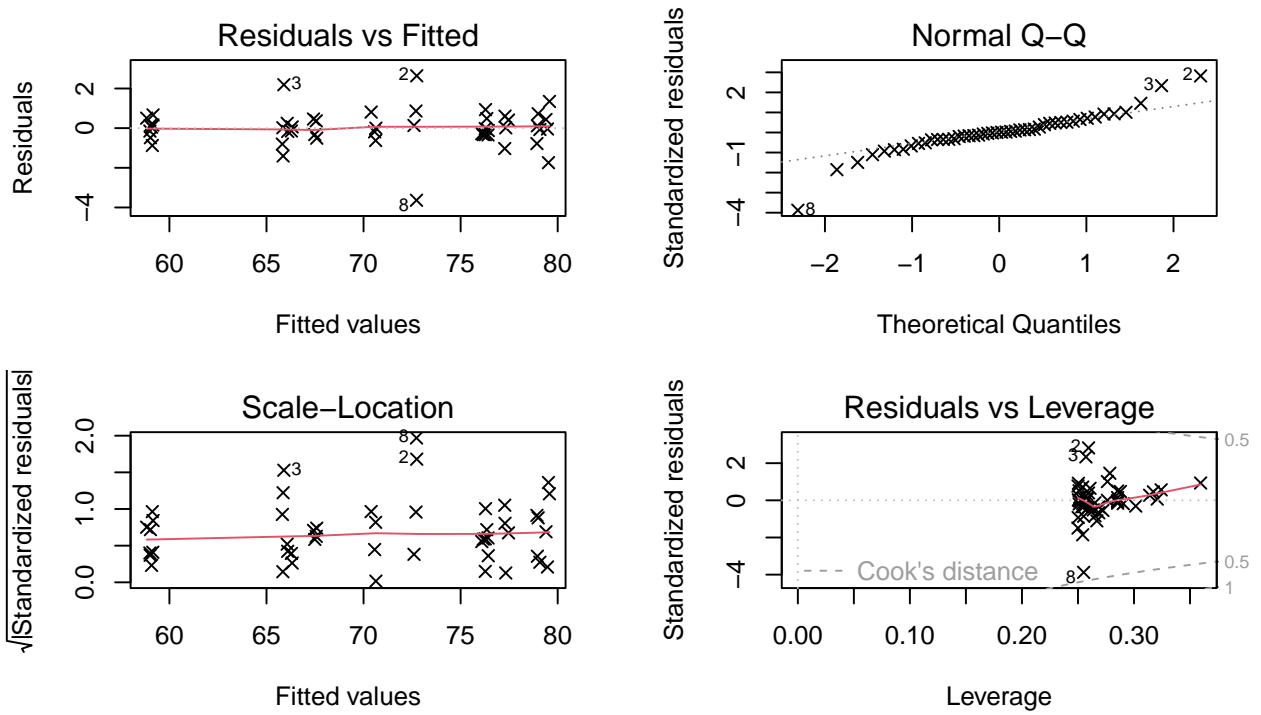 Residuals vs Fitted
Residuals
2
0
−4
2
3
8
60 65 70 75 80
Fitted values
Normal Q−Q
Standardized residuals
2
−1
−4
3
2
8
−2 −1 0 1 2
Theoretical Quantiles
Scale−Location
√|Standardized residuals|
2.0
1.0
0.0
8
2
3
60 65 70 75 80
Fitted values
Residuals vs Leverage
Standardized residuals
2
0
−4
2
3
8
0.5
0.5
1
Cook's distance
0.00 0.10 0.20 0.30
Leverage